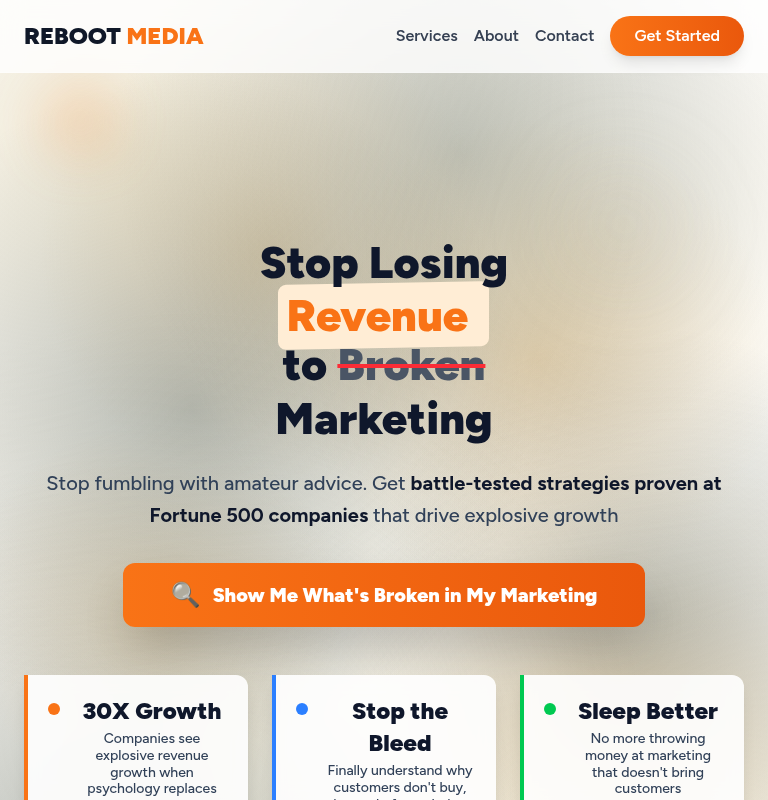 REBOOT MEDIA
Services About Contact Get Started
Stop Losing
Revenue
to Broken
Marketing
Stop fumbling with amateur advice. Get battle-tested strategies proven at
Fortune 500 companies that drive explosive growth
🔍 Show Me What's Broken in My Marketing
30X Growth
Companies see
explosive revenue
growth when
psychology replaces
Stop the
Bleed
Finally understand why
customers don't buy,
Sleep Better
No more throwing
money at marketing
that doesn't bring
customers